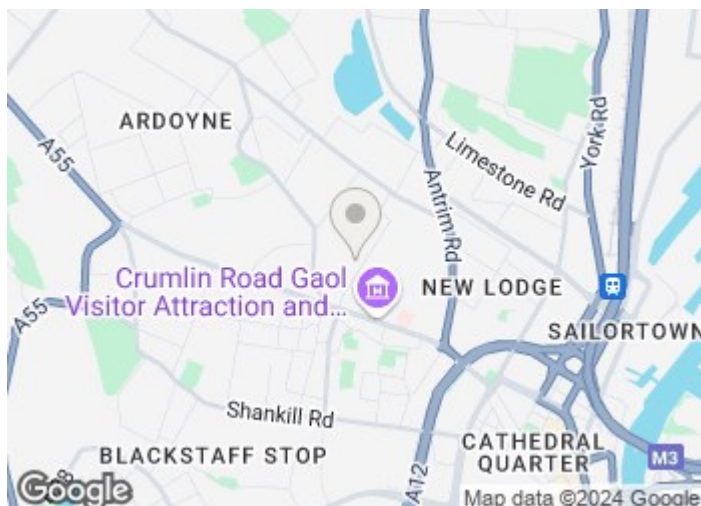 ARDOYNE
A55
Limestone Rd
York Rd
Antrim Rd
Crumlin Road Gaol
Visitor Attraction and...
NEW LODGE
A55
SAILORTOWN
Shankill Rd
BLACKSTAFF STOP
CATHEDRAL
QUARTER
M3
A12
Google
Map data ©2024 Google